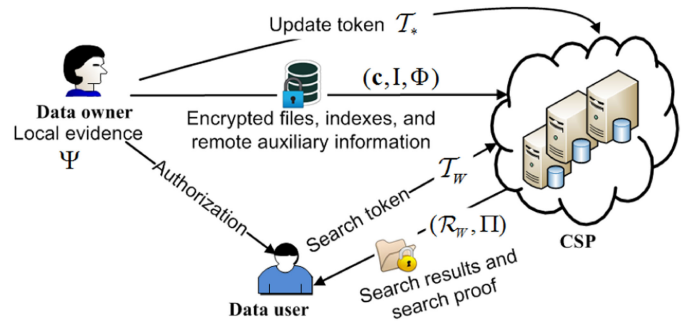 Update token 𝒯*
(c, I, Φ)
Data owner
Encrypted files, indexes, and
remote auxiliary information
Local evidence
Ψ
Authorization
Search token 𝒯W
(ℛW, Π)
CSP
Search results and
search proof
Data user